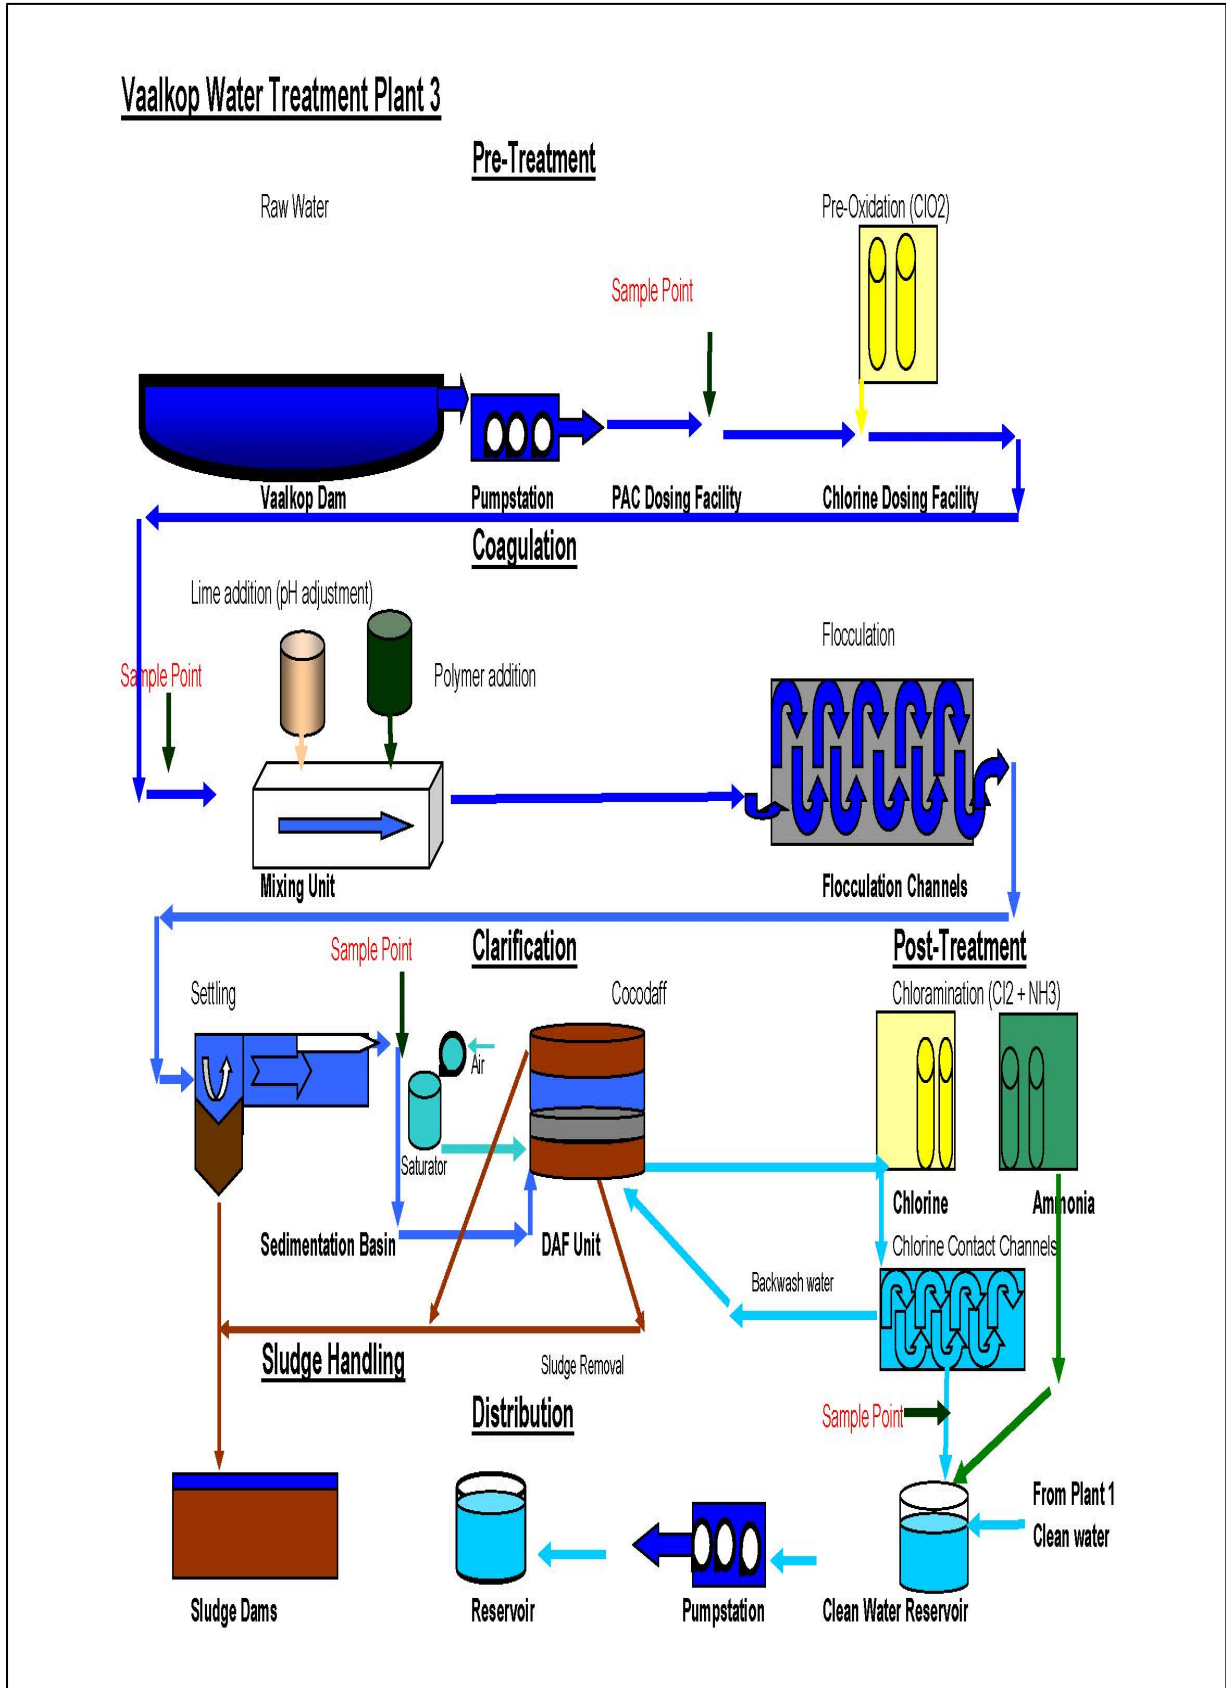 Vaalkop Water Treatment Plant 3
Pre-Treatment
Raw Water
Pre-Oxidation (ClO2)
Sample Point
Vaalkop Dam
Pumpstation
PAC Dosing Facility
Chlorine Dosing Facility
Coagulation
Lime addition (pH adjustment)
Flocculation
Sample Point
Polymer addition
Mixing Unit
Flocculation Channels
Sample Point
Clarification
Post-Treatment
Settling
Cocodaff
Chloramination (Cl2 + NH3)
Air
Saturator
Chlorine
Ammonia
Sedimentation Basin
DAF Unit
Chlorine Contact Channels
Backwash water
Sludge Handling
Sludge Removal
Distribution
Sample Point
From Plant 1
Clean water
Sludge Dams
Reservoir
Pumpstation
Clean Water Reservoir